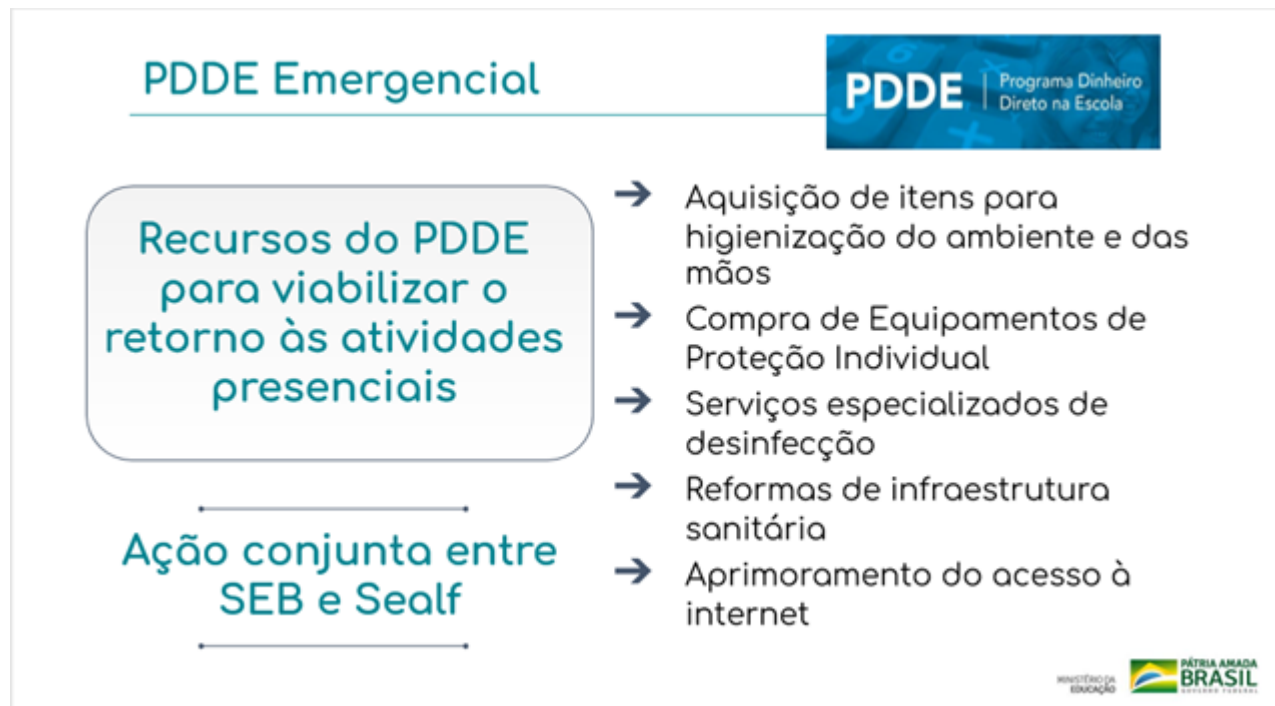 PDDE Emergencial
PDDE
Programa Dinheiro
Direto na Escola
Recursos do PDDE
para viabilizar o
retorno às atividades
presenciais
Ação conjunta entre
SEB e Sealf
Aquisição de itens para
higienização do ambiente e das
mãos
Compra de Equipamentos de
Proteção Individual
Serviços especializados de
desinfecção
Reformas de infraestrutura
sanitária
Aprimoramento do acesso à
internet
MINISTÉRIO DA
EDUCAÇÃO
PÁTRIA AMADA
BRASIL
GOVERNO FEDERAL